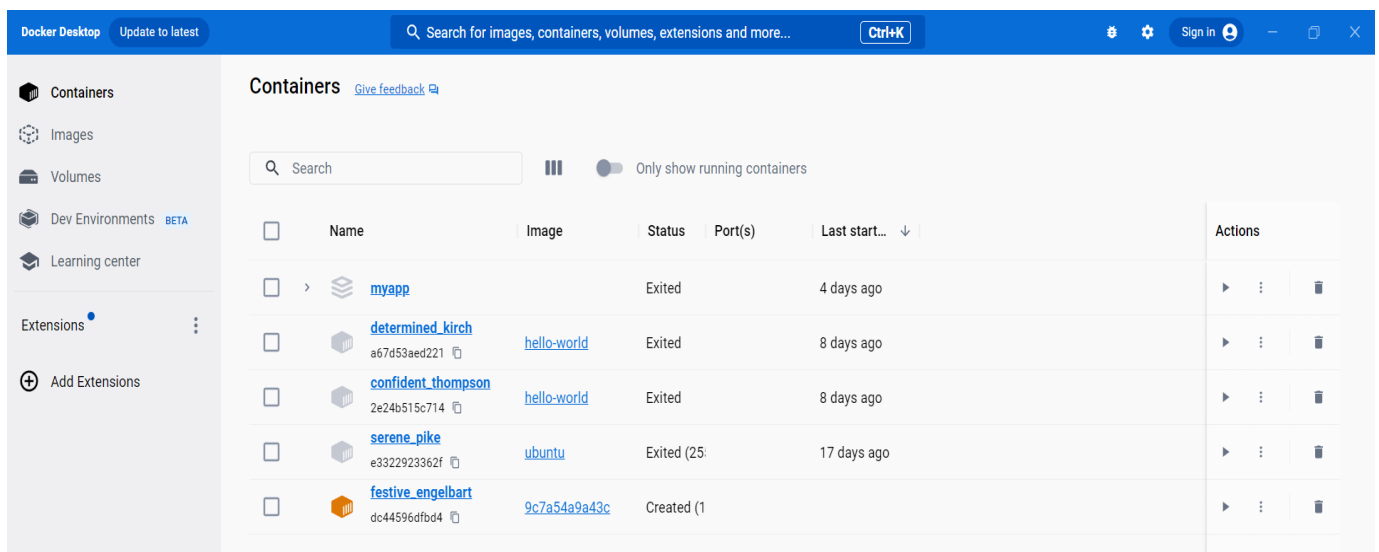 Docker Desktop Update to latest Search for images, containers, volumes, extensions and more... Ctrl+K Sign in
Containers
Images
Volumes
Dev Environments BETA
Learning center
Extensions
Add Extensions
Containers Give feedback
Search Only show running containers
Name Image Status Port(s) Last start... Actions
myapp Exited 4 days ago
determined_kirch
a67d53aed221 hello-world Exited 8 days ago
confident_thompson
2e24b515c714 hello-world Exited 8 days ago
serene_pike
e3322923362f ubuntu Exited (25 17 days ago
festive_engelbart
dc44596dfbd4 9c7a54a9a43c Created (1